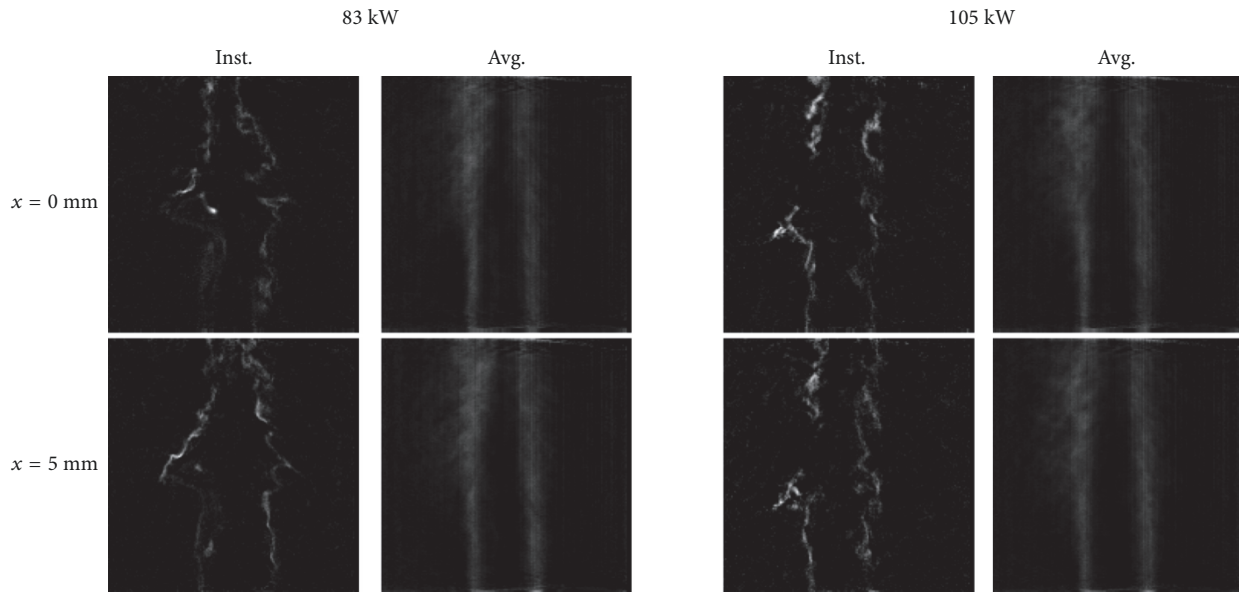 83 kW
105 kW
Inst.
Avg.
Inst.
Avg.
x = 0 mm
x = 5 mm